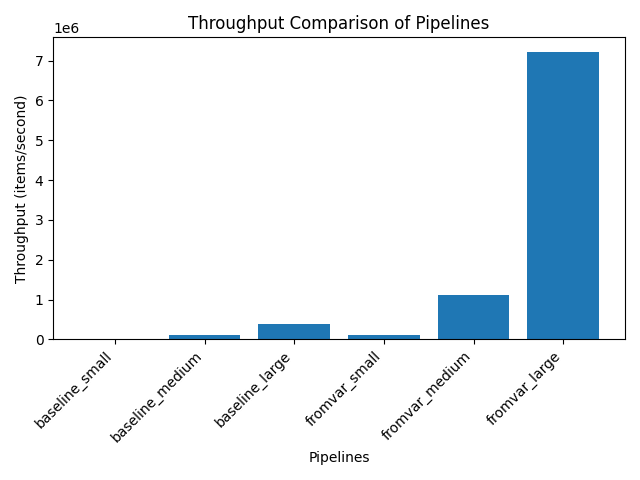 Throughput Comparison of Pipelines
1e6
Throughput (items/second)
7
6
5
4
3
2
1
0
baseline_small
baseline_medium
baseline_large
fromvar_small
fromvar_medium
fromvar_large
Pipelines